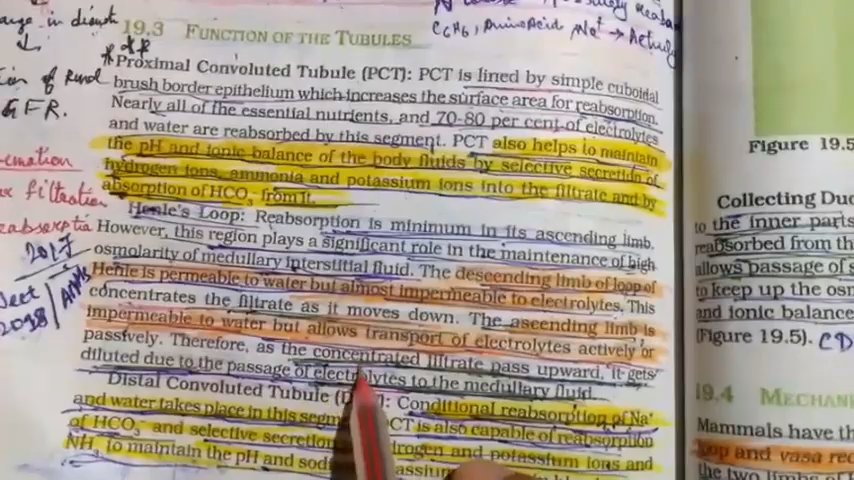 19.3 FUNCTION OF THE TUBULES
C6H6, AminoAcid, Na+ → Actively
Proximal Convoluted Tubule (PCT): PCT is lined by simple cuboidal
brush border epithelium which increases the surface area for reabsorption.
Nearly all of the essential nutrients, and 70-80 per cent of electrolytes
and water are reabsorbed by this segment. PCT also helps to maintain
the pH and ionic balance of the body fluids by selective secretion of
hydrogen ions, ammonia and potassium ions into the filtrate and by
absorption of HCO3- from it.
Henle's Loop: Reabsorption is minimum in its ascending limb.
However, this region plays a significant role in the maintenance of high
osmolarity of medullary interstitial fluid. The descending limb of loop of
Henle is permeable to water but almost impermeable to electrolytes. This
concentrates the filtrate as it moves down. The ascending limb is
impermeable to water but allows transport of electrolytes actively or
passively. Therefore, as the concentrated filtrate pass upward, it gets
diluted due to the passage of electrolytes to the medullary fluid.
Distal Convoluted Tubule : Conditional reabsorption of Na+
and water takes place in this segment. DCT is also capable of reabsorption
of HCO3- and selective secretion hydrogen and potassium ions and
NH3 to maintain the pH and
GFR.
2017
2018
Figure 19.5
Collecting Duc
to the inner parts
reabsorbed from th
allows passage of s
to keep up the osm
and ionic balance
(Figure 19.5).
19.4 MECHANIS
Mammals have th
loop and vasa rec
the two limbs of